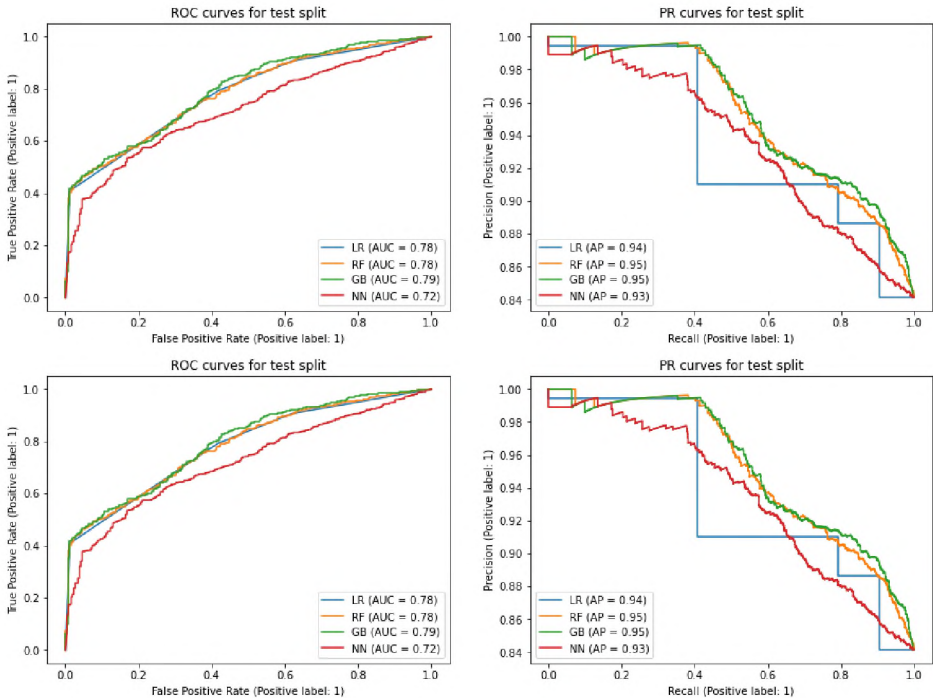 ROC curves for test split
True Positive Rate (Positive label: 1)
1.0
0.8
0.6
0.4
0.2
0.0
LR (AUC = 0.78)
RF (AUC = 0.78)
GB (AUC = 0.79)
NN (AUC = 0.72)
0.0 0.2 0.4 0.6 0.8 1.0
False Positive Rate (Positive label: 1)
PR curves for test split
Precision (Positive label: 1)
1.00
0.98
0.96
0.94
0.92
0.90
0.88
0.86
0.84
LR (AP = 0.94)
RF (AP = 0.95)
GB (AP = 0.95)
NN (AP = 0.93)
0.0 0.2 0.4 0.6 0.8 1.0
Recall (Positive label: 1)
ROC curves for test split
True Positive Rate (Positive label: 1)
1.0
0.8
0.6
0.4
0.2
0.0
LR (AUC = 0.78)
RF (AUC = 0.78)
GB (AUC = 0.79)
NN (AUC = 0.72)
0.0 0.2 0.4 0.6 0.8 1.0
False Positive Rate (Positive label: 1)
PR curves for test split
Precision (Positive label: 1)
1.00
0.98
0.96
0.94
0.92
0.90
0.88
0.86
0.84
LR (AP = 0.94)
RF (AP = 0.95)
GB (AP = 0.95)
NN (AP = 0.93)
0.0 0.2 0.4 0.6 0.8 1.0
Recall (Positive label: 1)